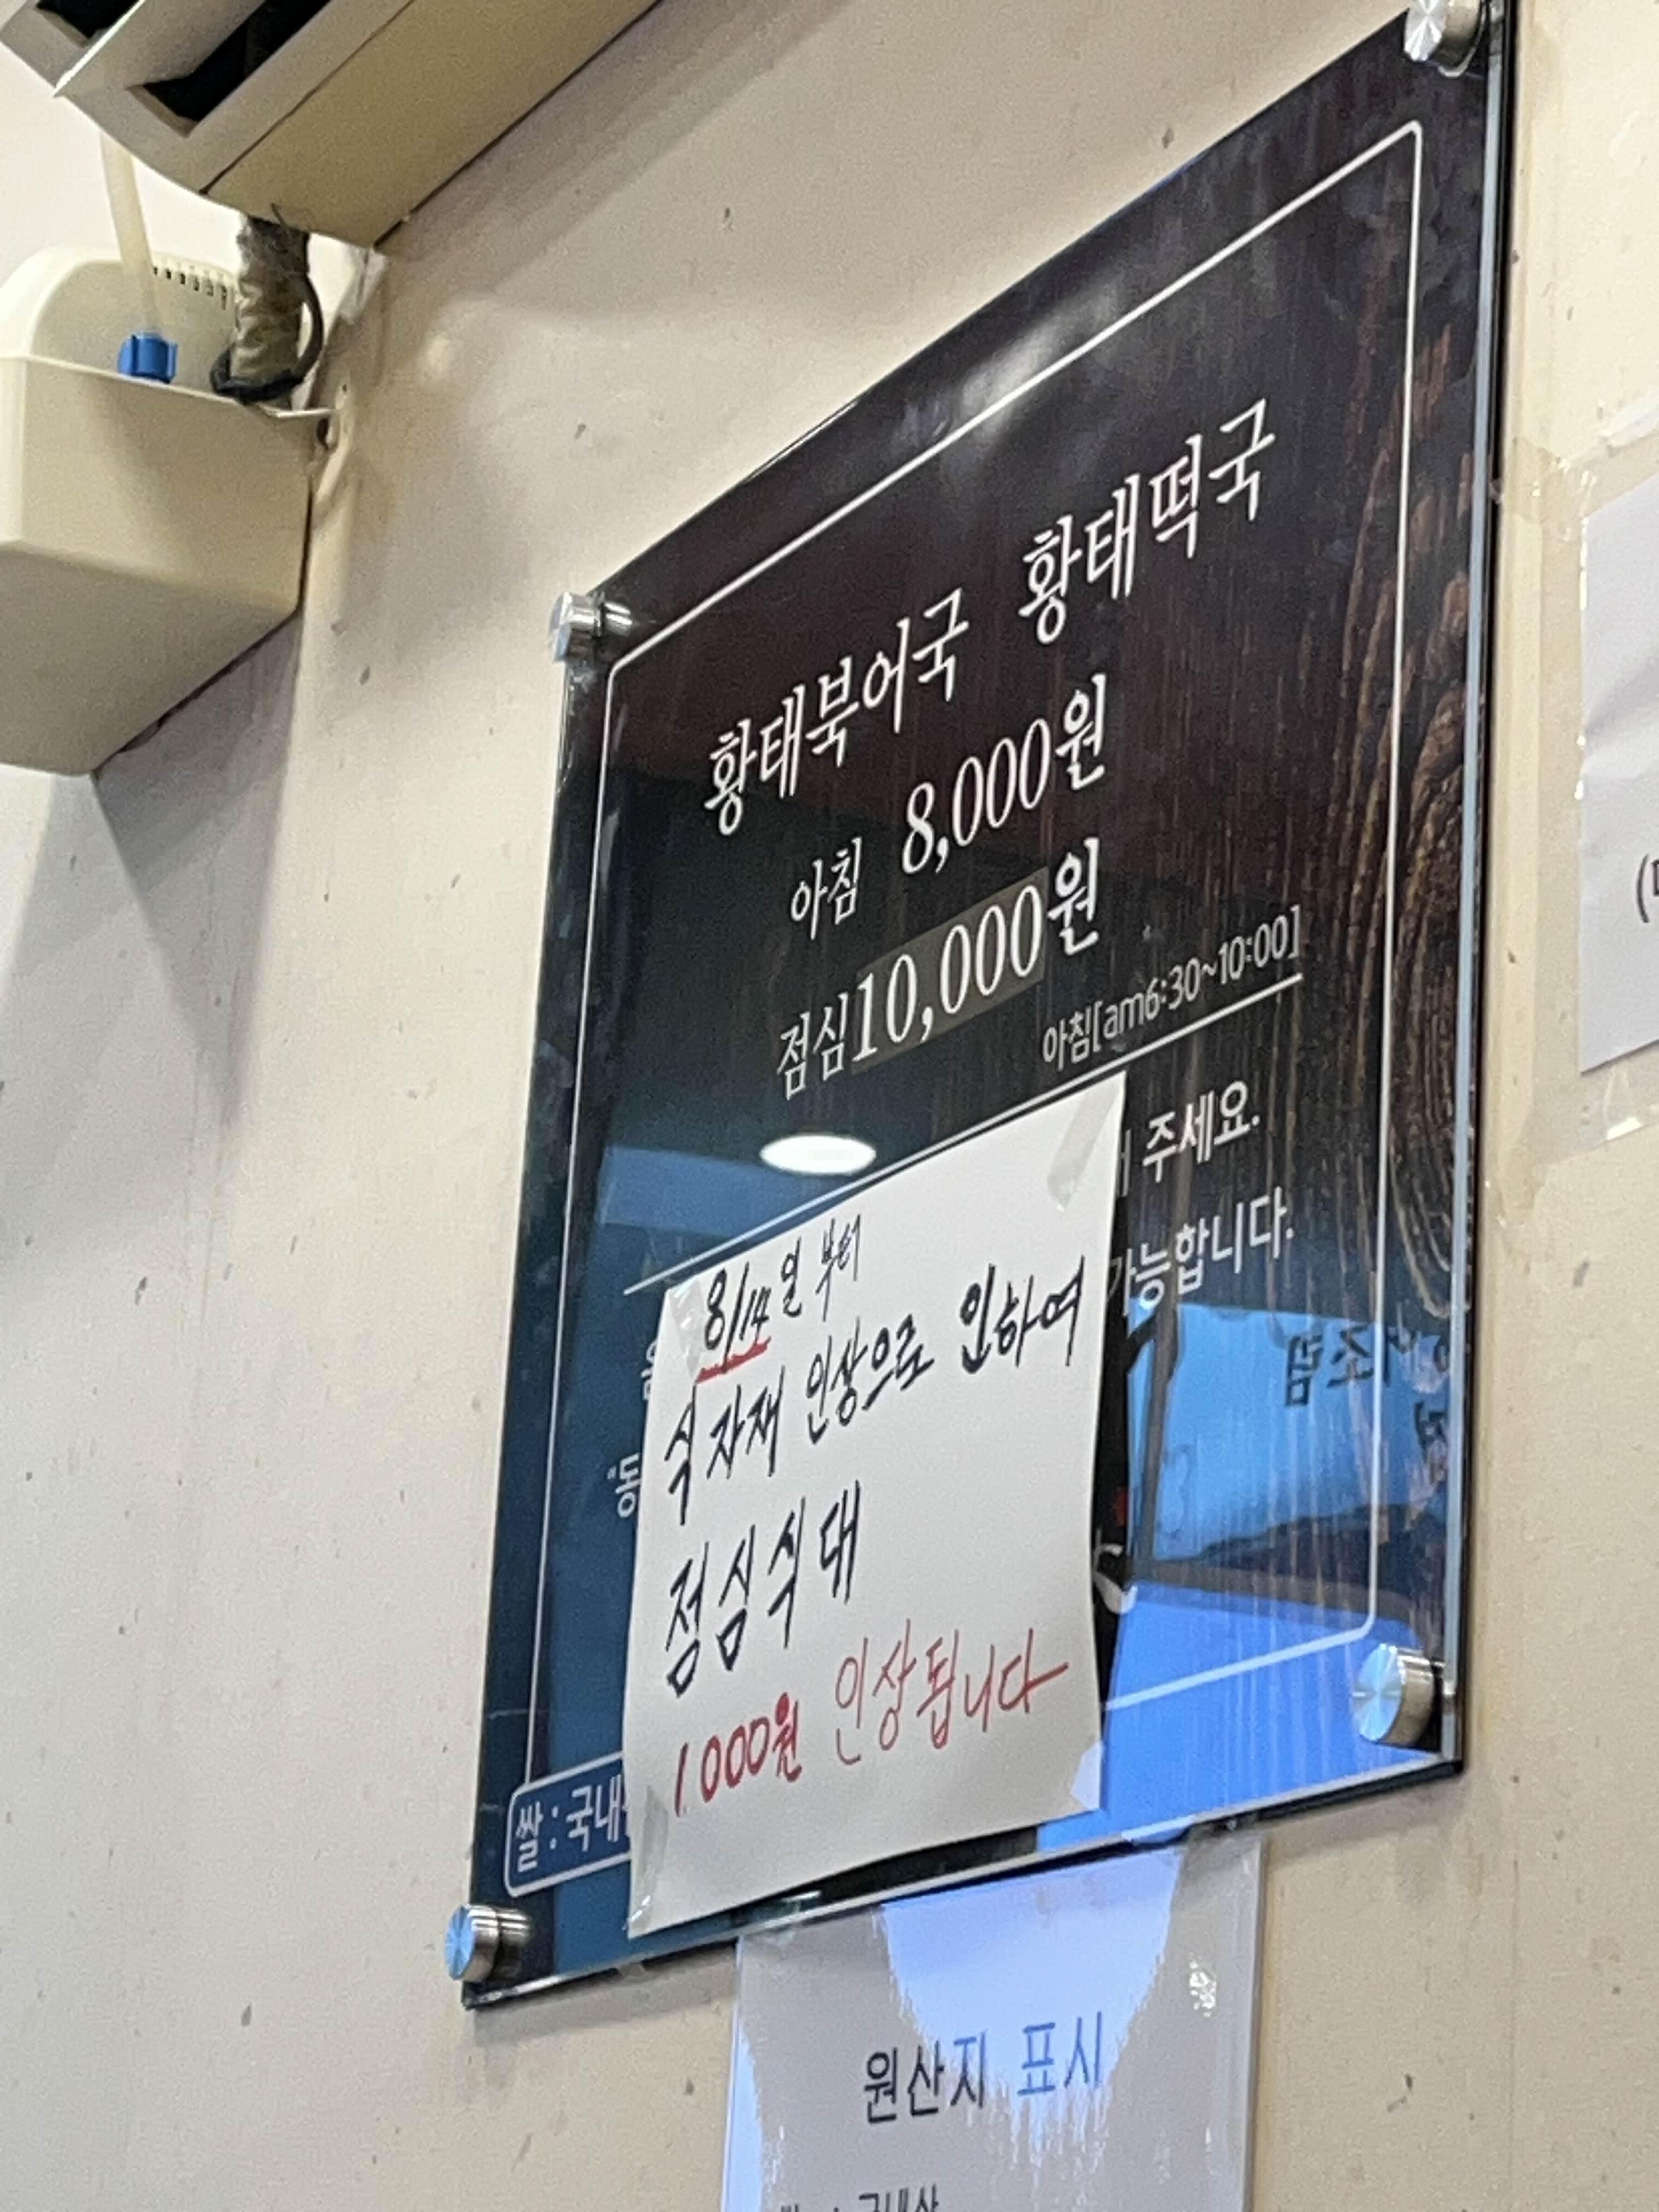 황태북어국 황태떡국
아침 8,000원
점심10,000원
아침[am6:30~10:00]
주세요.
가능합니다.
8/14일 부터
식자재 인상으로 인하여
점심식대
1.000원 인상됩니다
쌀 : 국내
원산지 표시